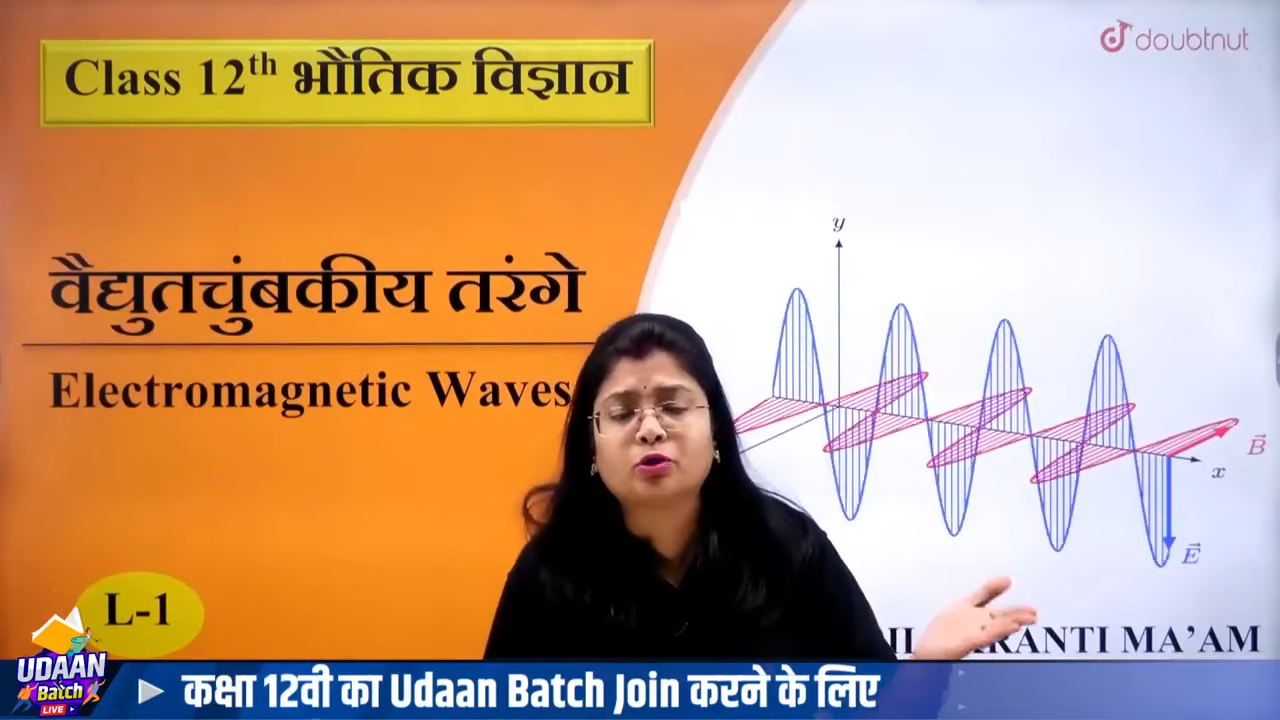 Class 12th भौतिक विज्ञान
doubtnut
वैद्युतचुंबकीय तरंगे
Electromagnetic Waves
y
B
x
E
L-1
MA'AM
UDAAN
Batch
LIVE
कक्षा 12वी का Udaan Batch Join करने के लिए